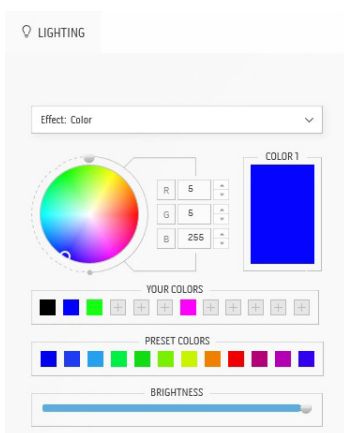 LIGHTING
Effect: Color
COLOR 1
R 5
G 5
B 255
YOUR COLORS
PRESET COLORS
BRIGHTNESS